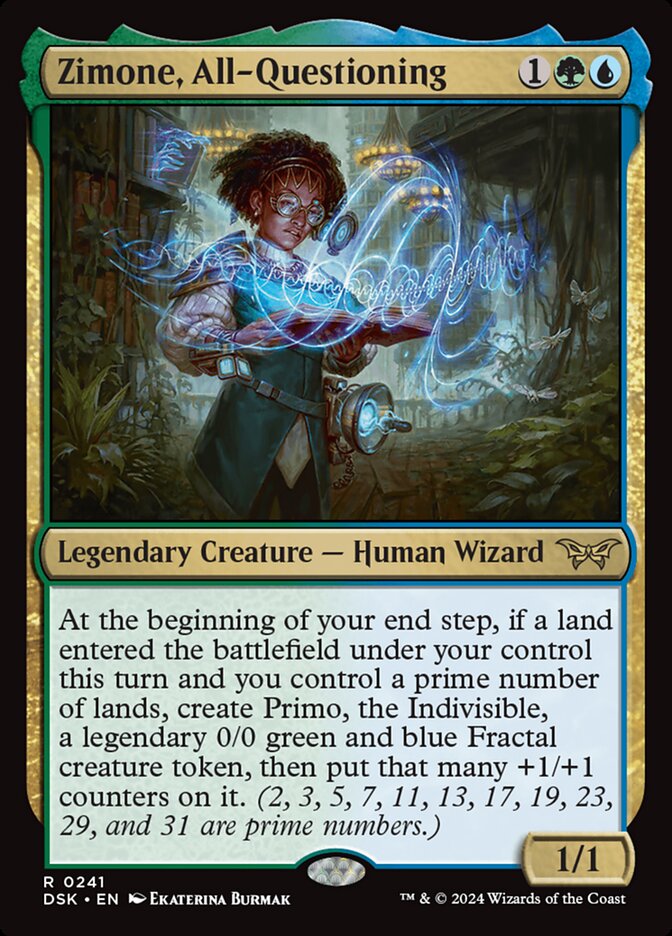 Zimone, All-Questioning 1
Legendary Creature — Human Wizard
At the beginning of your end step, if a land
entered the battlefield under your control
this turn and you control a prime number
of lands, create Primo, the Indivisible,
a legendary 0/0 green and blue Fractal
creature token, then put that many +1/+1
counters on it. (2, 3, 5, 7, 11, 13, 17, 19, 23,
29, and 31 are prime numbers.)
1/1
R 0241
DSK • EN Ekaterina Burmak
™ & © 2024 Wizards of the Coast